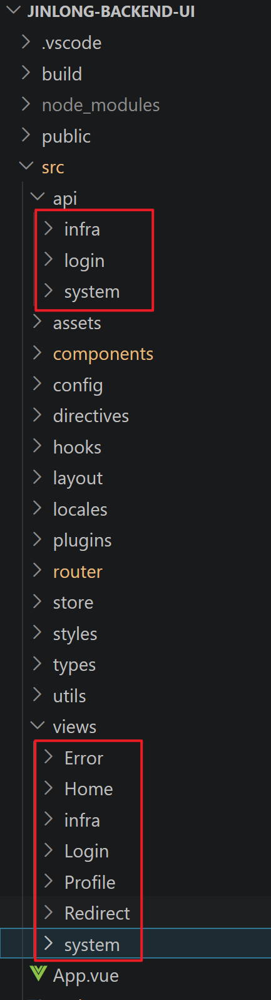 JINLONG-BACKEND-UI
.vscode
build
node_modules
public
src
api
infra
login
system
assets
components
config
directives
hooks
layout
locales
plugins
router
store
styles
types
utils
views
Error
Home
infra
Login
Profile
Redirect
system
App.vue